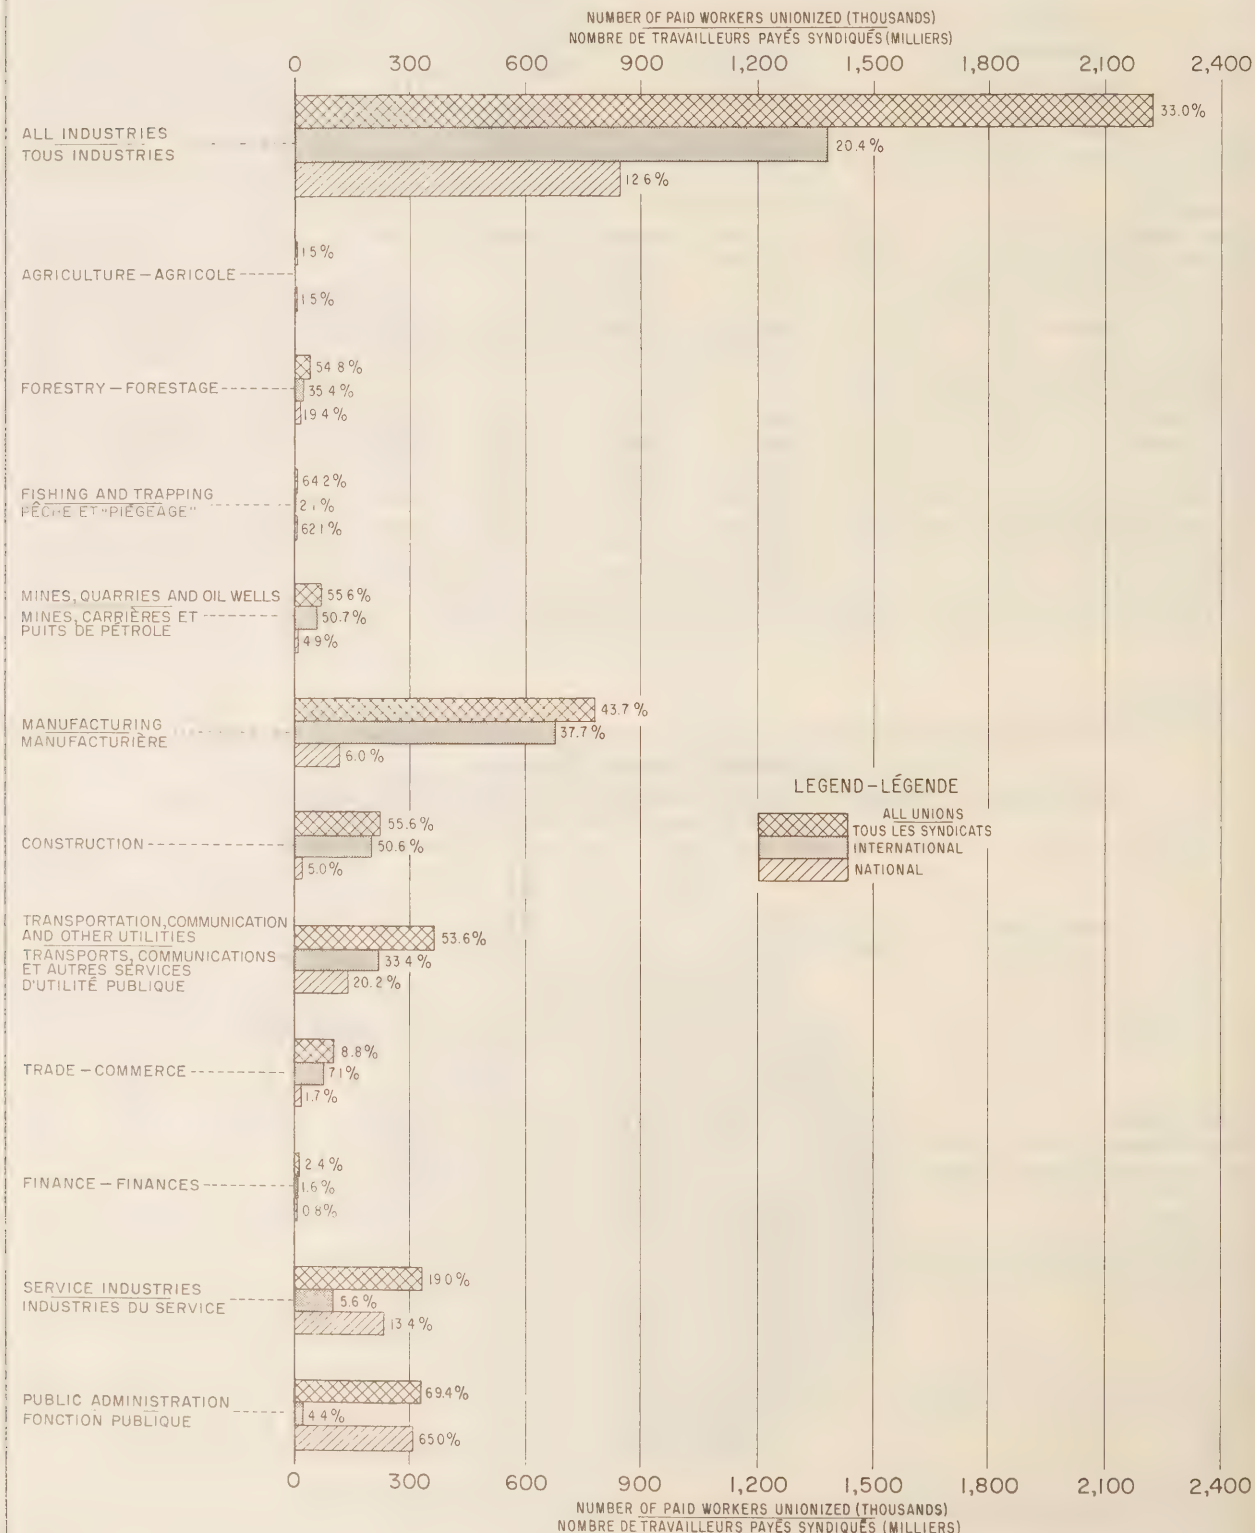 NUMBER OF PAID WORKERS UNIONIZED (THOUSANDS)
NOMBRE DE TRAVAILLEURS PAYÉS SYNDIQUÉS (MILLIERS)
0 300 600 900 1,200 1,500 1,800 2,100 2,400
ALL INDUSTRIES
TOUS INDUSTRIES
33.0%
20.4%
12 6%
AGRICULTURE – AGRICOLE
1 5%
1 5%
FORESTRY – FORESTAGE
54 8%
35 4%
19 4%
FISHING AND TRAPPING
PÊCHE ET "PIÉGEAGE"
64 2%
2 1%
62 1%
MINES, QUARRIES AND OIL WELLS
MINES, CARRIÈRES ET
PUITS DE PÉTROLE
55 6%
50.7%
4 9%
MANUFACTURING
MANUFACTURIÈRE
43.7%
37.7%
6.0%
LEGEND – LÉGENDE
ALL UNIONS
TOUS LES SYNDICATS
INTERNATIONAL
NATIONAL
CONSTRUCTION
55.6%
50.6%
5.0%
TRANSPORTATION, COMMUNICATION
AND OTHER UTILITIES
TRANSPORTS, COMMUNICATIONS
ET AUTRES SERVICES
D'UTILITÉ PUBLIQUE
53.6%
33 4%
20.2%
TRADE – COMMERCE
8.8%
7 1%
1.7%
FINANCE – FINANCES
2 4%
1.6%
0 8%
SERVICE INDUSTRIES
INDUSTRIES DU SERVICE
19 0%
5.6%
13 4%
PUBLIC ADMINISTRATION
FONCTION PUBLIQUE
69.4%
4 4%
65 0%
0 300 600 900 1,200 1,500 1,800 2,100 2,400
NUMBER OF PAID WORKERS UNIONIZED (THOUSANDS)
NOMBRE DE TRAVAILLEURS PAYÉS SYNDIQUÉS (MILLIERS)